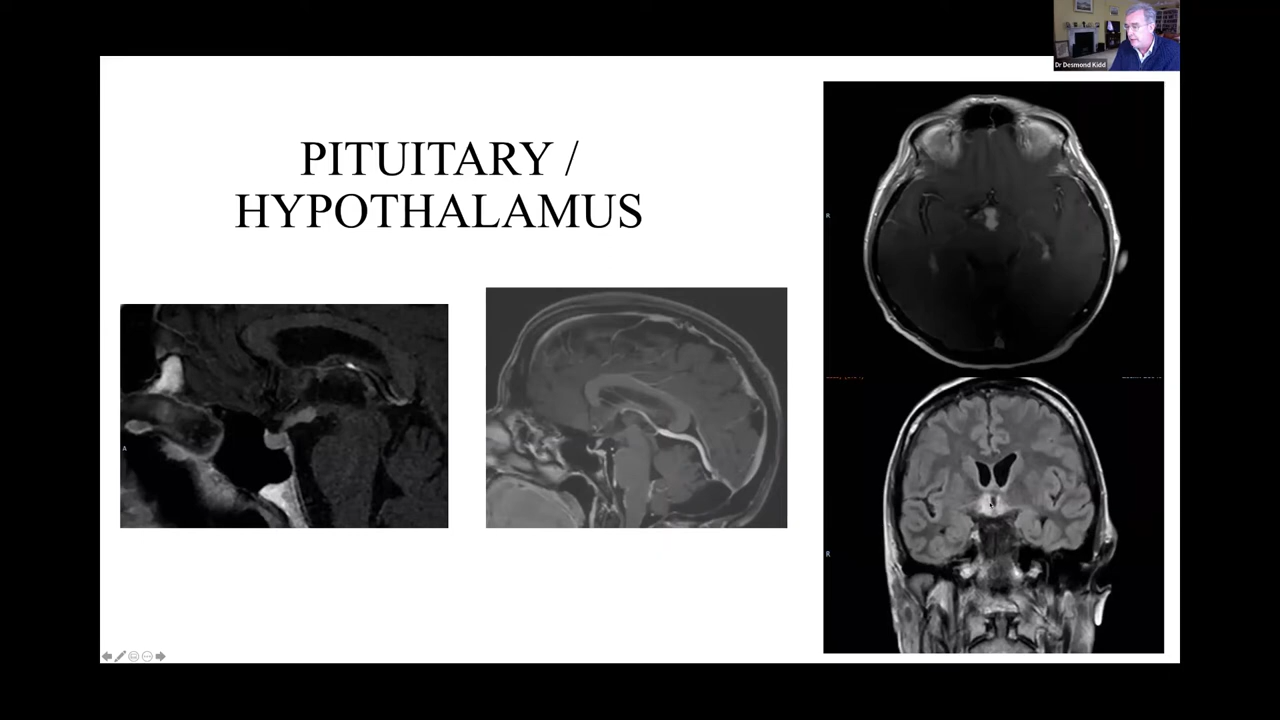 Dr Desmond Kidd
PITUITARY /
HYPOTHALAMUS
R
A
R